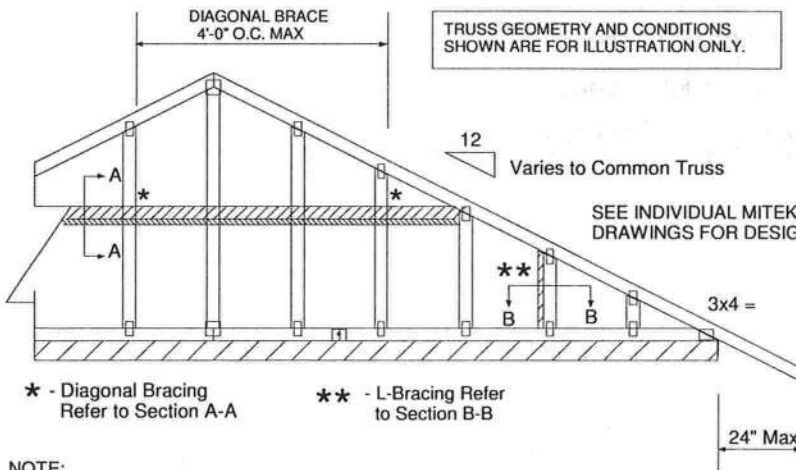 DIAGONAL BRACE
4'-0" O.C. MAX
TRUSS GEOMETRY AND CONDITIONS
SHOWN ARE FOR ILLUSTRATION ONLY.
12
Varies to Common Truss
A
*
*
A
SEE INDIVIDUAL MITEK
DRAWINGS FOR DESIG
**
B
B
3x4 =
* - Diagonal Bracing
Refer to Section A-A
** - L-Bracing Refer
to Section B-B
24" Max
NOTE: